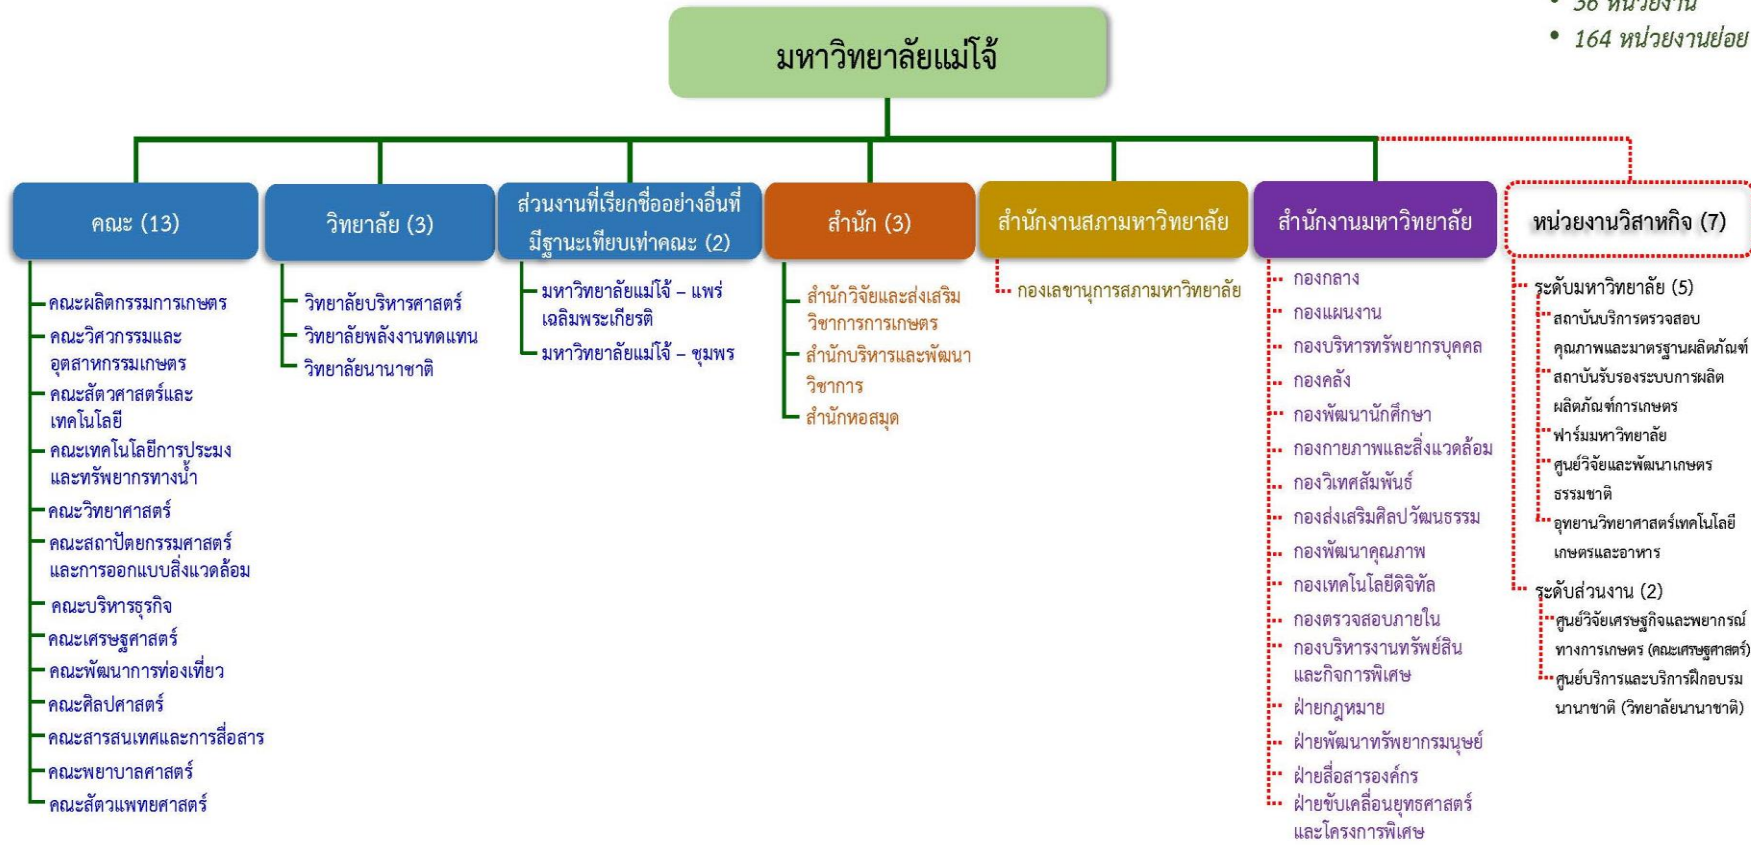 • 36 หน่วยงาน
• 164 หน่วยงานย่อย
มหาวิทยาลัยแม่โจ้
คณะ (13)
คณะผลิตกรรมการเกษตร
คณะวิศวกรรมและ
อุตสาหกรรมเกษตร
คณะสัตวศาสตร์และ
เทคโนโลยี
คณะเทคโนโลยีการประมง
และทรัพยากรทางน้ำ
คณะวิทยาศาสตร์
คณะสถาปัตยกรรมศาสตร์
และการออกแบบสิ่งแวดล้อม
คณะบริหารธุรกิจ
คณะเศรษฐศาสตร์
คณะพัฒนาการท่องเที่ยว
คณะศิลปศาสตร์
คณะสารสนเทศและการสื่อสาร
คณะพยาบาลศาสตร์
คณะสัตวแพทยศาสตร์
วิทยาลัย (3)
วิทยาลัยบริหารศาสตร์
วิทยาลัยพลังงานทดแทน
วิทยาลัยนานาชาติ
ส่วนงานที่เรียกชื่ออย่างอื่นที่
มีฐานะเทียบเท่าคณะ (2)
มหาวิทยาลัยแม่โจ้ – แพร่
เฉลิมพระเกียรติ
มหาวิทยาลัยแม่โจ้ – ชุมพร
สำนัก (3)
สำนักวิจัยและส่งเสริม
วิชาการการเกษตร
สำนักบริหารและพัฒนา
วิชาการ
สำนักหอสมุด
สำนักงานสภามหาวิทยาลัย
กองเลขานุการสภามหาวิทยาลัย
สำนักงานมหาวิทยาลัย
กองกลาง
กองแผนงาน
กองบริหารทรัพยากรบุคคล
กองคลัง
กองพัฒนานักศึกษา
กองกายภาพและสิ่งแวดล้อม
กองวิเทศสัมพันธ์
กองส่งเสริมศิลปวัฒนธรรม
กองพัฒนาคุณภาพ
กองเทคโนโลยีดิจิทัล
กองตรวจสอบภายใน
กองบริหารงานทรัพย์สิน
และกิจการพิเศษ
ฝ่ายกฎหมาย
ฝ่ายพัฒนาทรัพยากรมนุษย์
ฝ่ายสื่อสารองค์กร
ฝ่ายขับเคลื่อนยุทธศาสตร์
และโครงการพิเศษ
หน่วยงานวิสาหกิจ (7)
ระดับมหาวิทยาลัย (5)
สถาบันบริการตรวจสอบ
คุณภาพและมาตรฐานผลิตภัณฑ์
สถาบันรับรองระบบการผลิต
ผลิตภัณฑ์การเกษตร
ฟาร์มมหาวิทยาลัย
ศูนย์วิจัยและพัฒนาเกษตร
ธรรมชาติ
อุทยานวิทยาศาสตร์เทคโนโลยี
เกษตรและอาหาร
ระดับส่วนงาน (2)
ศูนย์วิจัยเศรษฐกิจและพยากรณ์
ทางการเกษตร (คณะเศรษฐศาสตร์)
ศูนย์บริการและบริการฝึกอบรม
นานาชาติ (วิทยาลัยนานาชาติ)